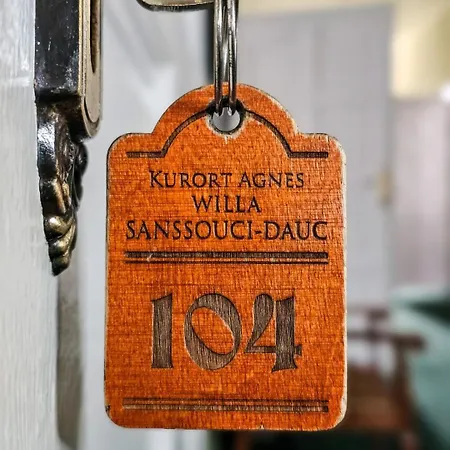 KURORT AGNES
WILLA
SANSSOUCI-DAUC
104